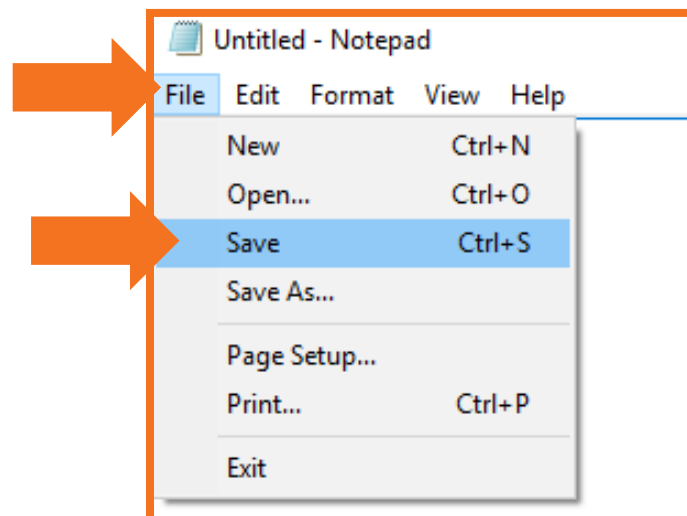 Untitled - Notepad
File Edit Format View Help
New Ctrl+N
Open... Ctrl+O
Save Ctrl+S
Save As...
Page Setup...
Print... Ctrl+P
Exit